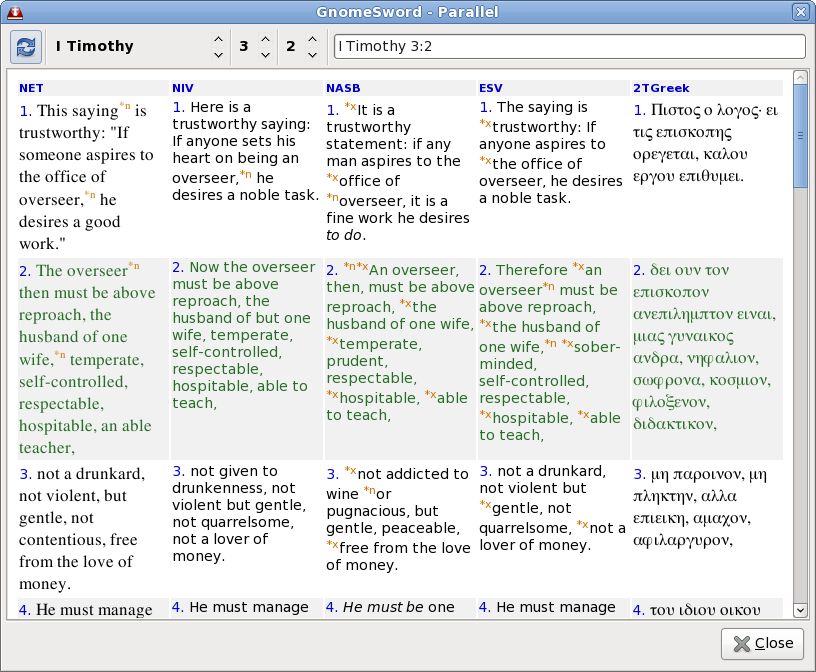 GnomeSword - Parallel
I Timothy 3 2 I Timothy 3:2
NET
1. This saying*n is
trustworthy: "If
someone aspires to
the office of
overseer,*n he
desires a good
work."
2. The overseer*n
then must be above
reproach, the
husband of one
wife,*n temperate,
self-controlled,
respectable,
hospitable, an able
teacher,
3. not a drunkard,
not violent, but
gentle, not
contentious, free
from the love of
money.
4. He must manage
NIV
1. Here is a
trustworthy saying:
If anyone sets his
heart on being an
overseer,*n he
desires a noble task.
2. Now the overseer
must be above
reproach, the
husband of but one
wife, temperate,
self-controlled,
respectable,
hospitable, able to
teach,
3. not given to
drunkenness, not
violent but gentle,
not quarrelsome,
not a lover of
money.
4. He must manage
NASB
1. *xIt is a
trustworthy
statement: if any
man aspires to the
*xoffice of
*noverseer, it is a
fine work he desires
to do.
2. *n*xAn overseer,
then, must be above
reproach, *xthe
husband of one wife,
*xtemperate,
prudent,
respectable,
*xhospitable, *xable
to teach,
3. *xnot addicted to
wine *nor
pugnacious, but
gentle, peaceable,
*xfree from the love
of money.
4. He must be one
ESV
1. The saying is
*xtrustworthy: If
anyone aspires to
*xthe office of
overseer, he desires
a noble task.
2. Therefore *xan
overseer*n must be
above reproach,
*xthe husband of
one wife,*n *xsober-
minded,
self-controlled,
respectable,
*xhospitable, *xable
to teach,
3. not a drunkard,
not violent but
*xgentle, not
quarrelsome, *xnot a
lover of money.
4. He must manage
2TGreek
1. Πιστος ο λογος· ει
τις επισκοπης
ορεγεται, καλου
εργου επιθυμει.
2. δει ουν τον
επισκοπον
ανεπιλημπτον ειναι,
μιας γυναικος
ανδρα, νηφαλιον,
σωφρονα, κοσμιον,
φιλοξενον,
διδακτικον,
3. μη παροινον, μη
πληκτην, αλλα
επιεικη, αμαχον,
αφιλαργυρον,
4. του ιδιου οικου
Close